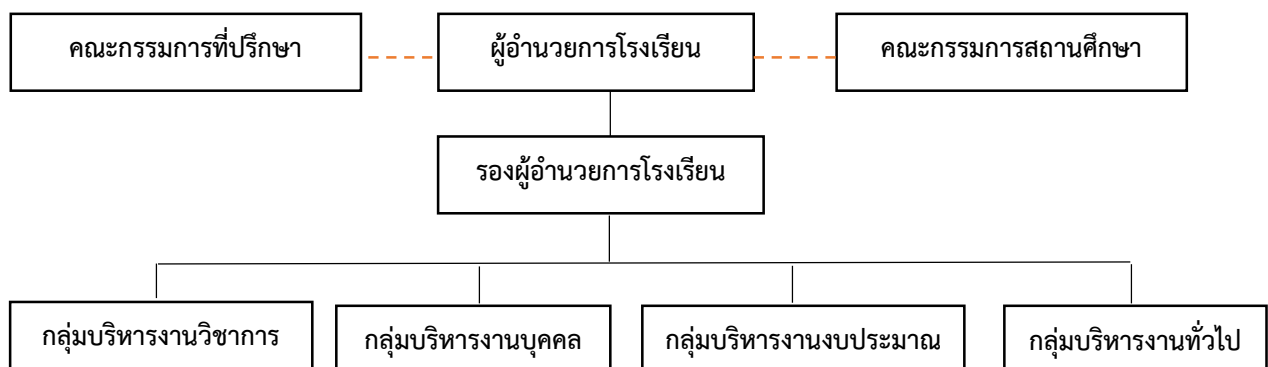 คณะกรรมการที่ปรึกษา
ผู้อำนวยการโรงเรียน
คณะกรรมการสถานศึกษา
รองผู้อำนวยการโรงเรียน
กลุ่มบริหารงานวิชาการ
กลุ่มบริหารงานบุคคล
กลุ่มบริหารงานงบประมาณ
กลุ่มบริหารงานทั่วไป